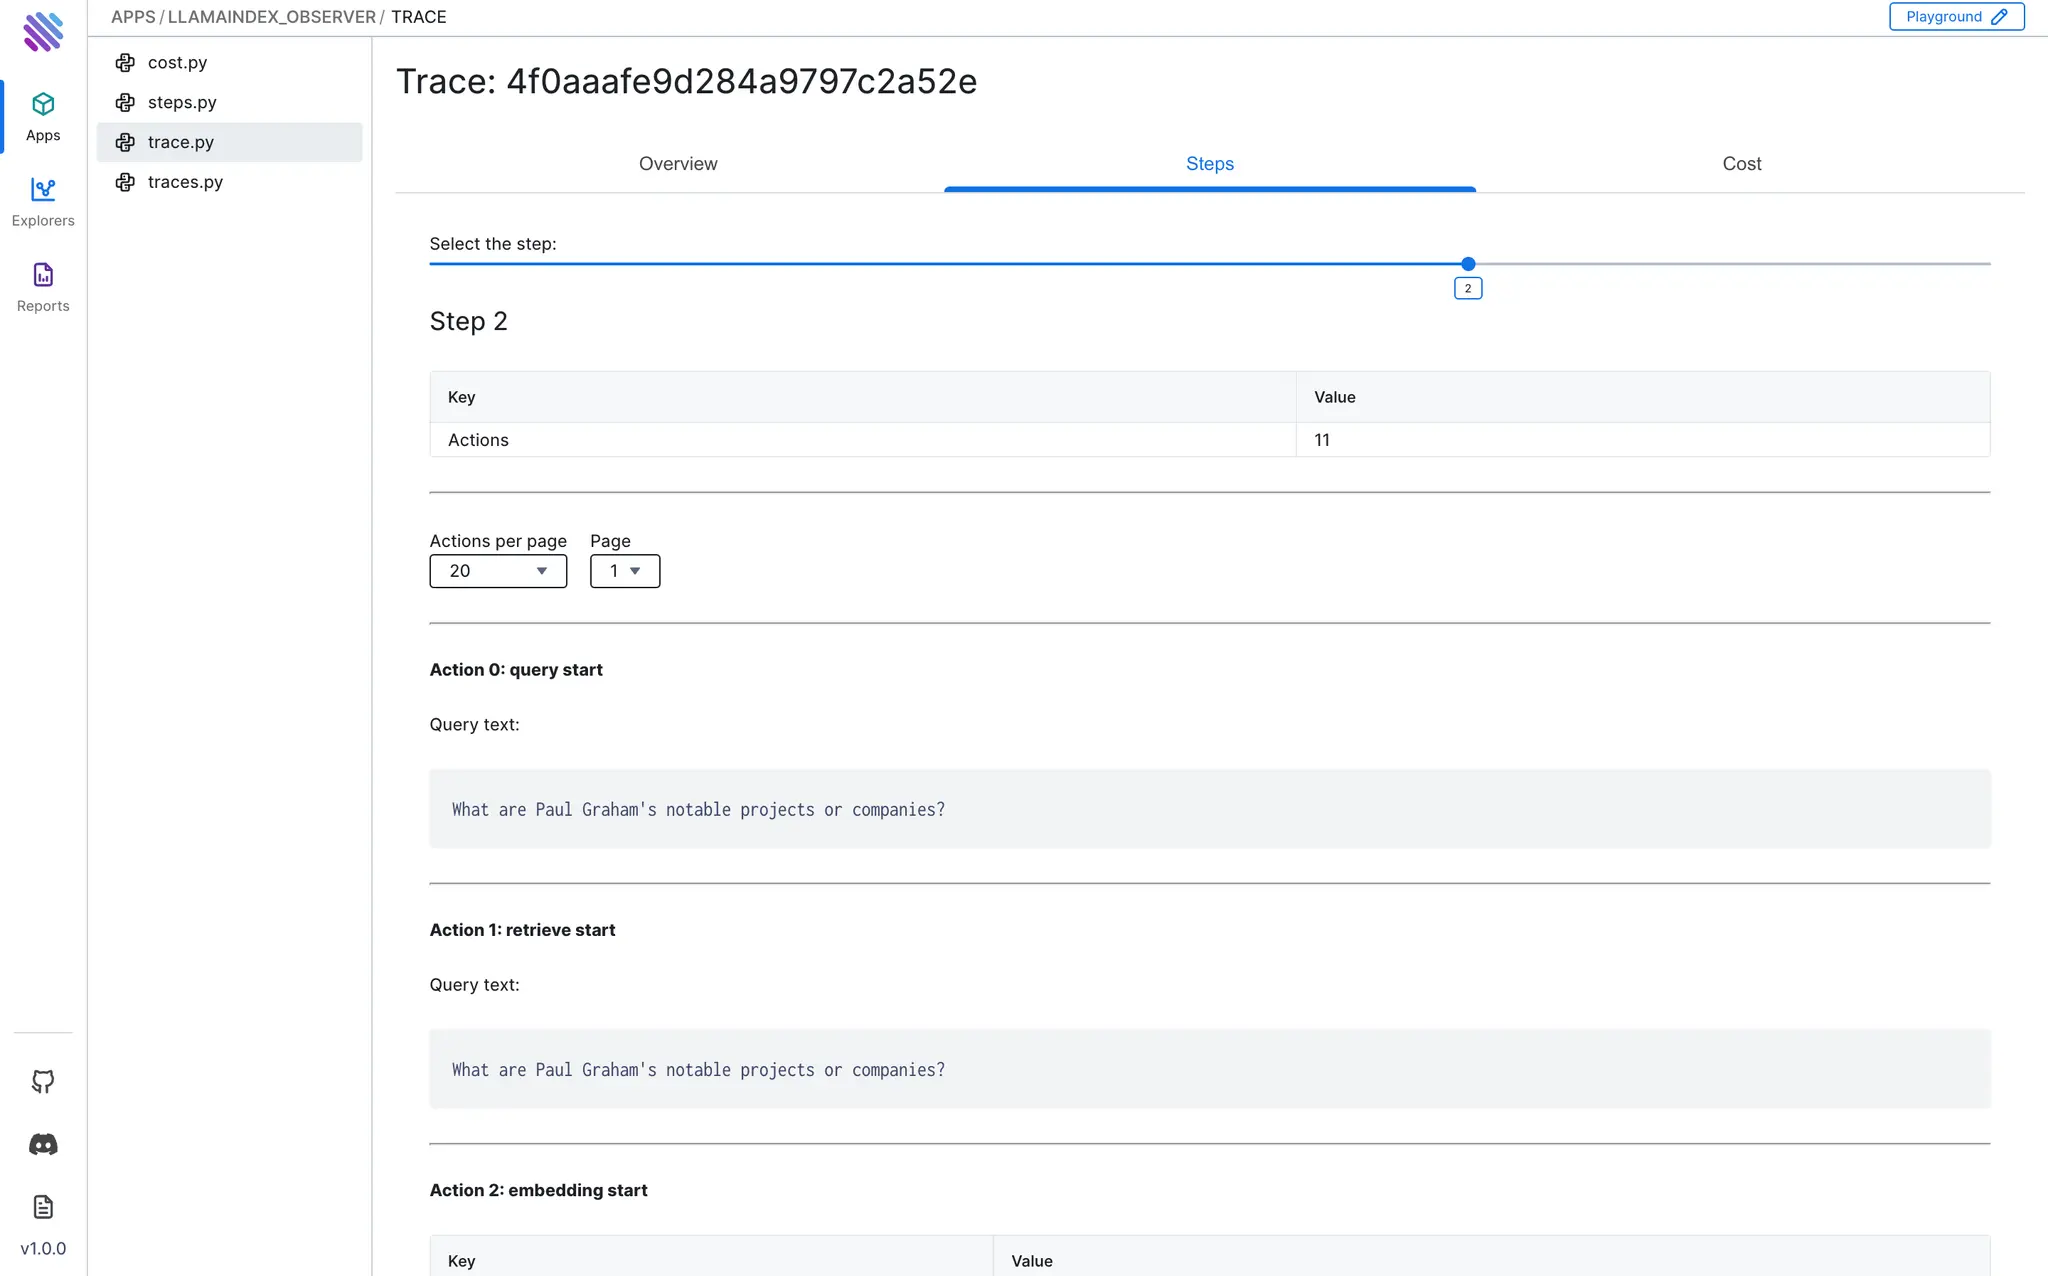 APPS / LLAMAINDEX_OBSERVER / TRACE
Playground
Apps
Explorers
Reports
v1.0.0
cost.py
steps.py
trace.py
traces.py
Trace: 4f0aaafe9d284a9797c2a52e
Overview Steps Cost
Select the step:
2
Step 2
Key Value
Actions 11
Actions per page Page
20 1
Action 0: query start
Query text:
What are Paul Graham's notable projects or companies?
Action 1: retrieve start
Query text:
What are Paul Graham's notable projects or companies?
Action 2: embedding start
Key Value